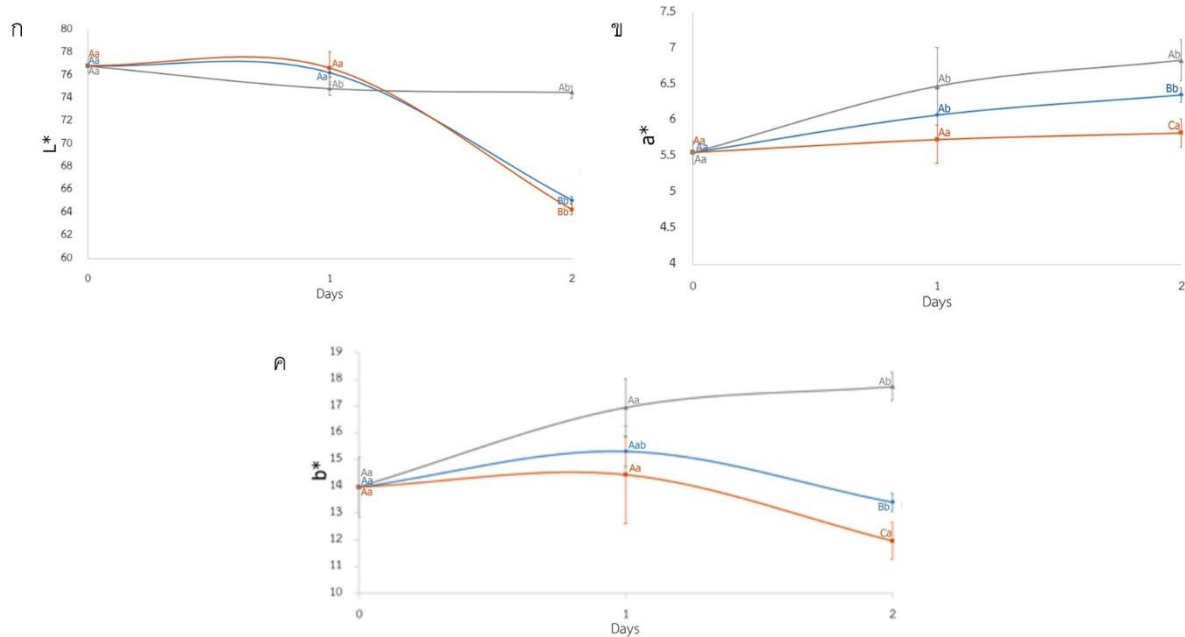 ก
80
78
76
74
72
70
68
66
64
62
60
L*
Aa
Aa
Aa
Aa
Aa
Ab
Ab
Bb
Bb
0
1
2
Days
ข
7.5
7
6.5
6
5.5
5
4.5
4
a*
Aa
Aa
Aa
Ab
Ab
Aa
Ab
Bb
Ca
0
1
2
Days
ค
19
18
17
16
15
14
13
12
11
10
b*
Aa
Aa
Aa
Aa
Aab
Aa
Ab
Bb
Ca
0
1
2
Days